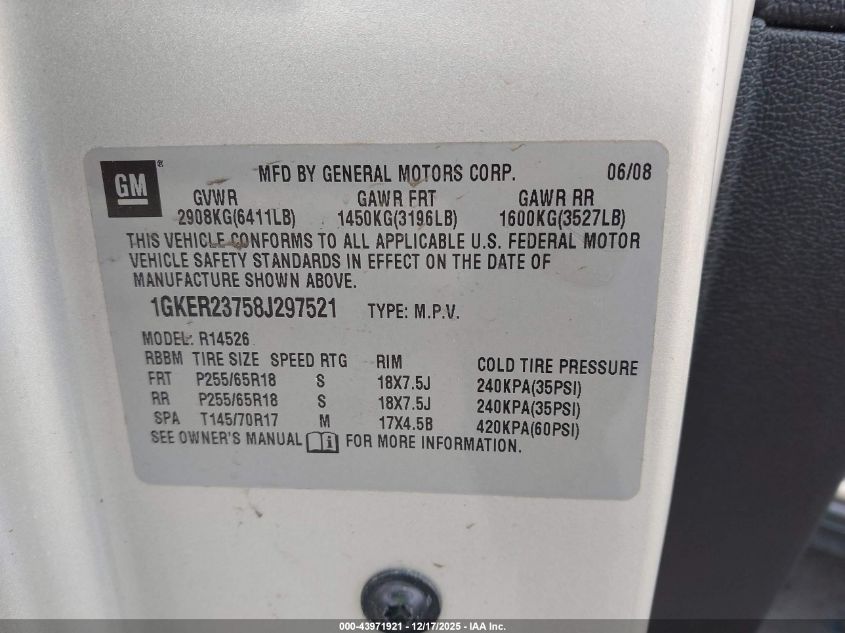 GM ® MFD BY GENERAL MOTORS CORP. 06/08
GVWR GAWR FRT GAWR RR
2908KG(6411LB) 1450KG(3196LB) 1600KG(3527LB)
THIS VEHICLE CONFORMS TO ALL APPLICABLE U.S. FEDERAL MOTOR
VEHICLE SAFETY STANDARDS IN EFFECT ON THE DATE OF
MANUFACTURE SHOWN ABOVE.
1GKER23758J297521 TYPE: M.P.V.
MODEL: R14526
RBBM TIRE SIZE SPEED RTG RIM COLD TIRE PRESSURE
FRT P255/65R18 S 18X7.5J 240KPA(35PSI)
RR P255/65R18 S 18X7.5J 240KPA(35PSI)
SPA T145/70R17 M 17X4.5B 420KPA(60PSI)
SEE OWNER'S MANUAL i FOR MORE INFORMATION.
000-43971921 - 12/17/2025 - © IAA Inc.